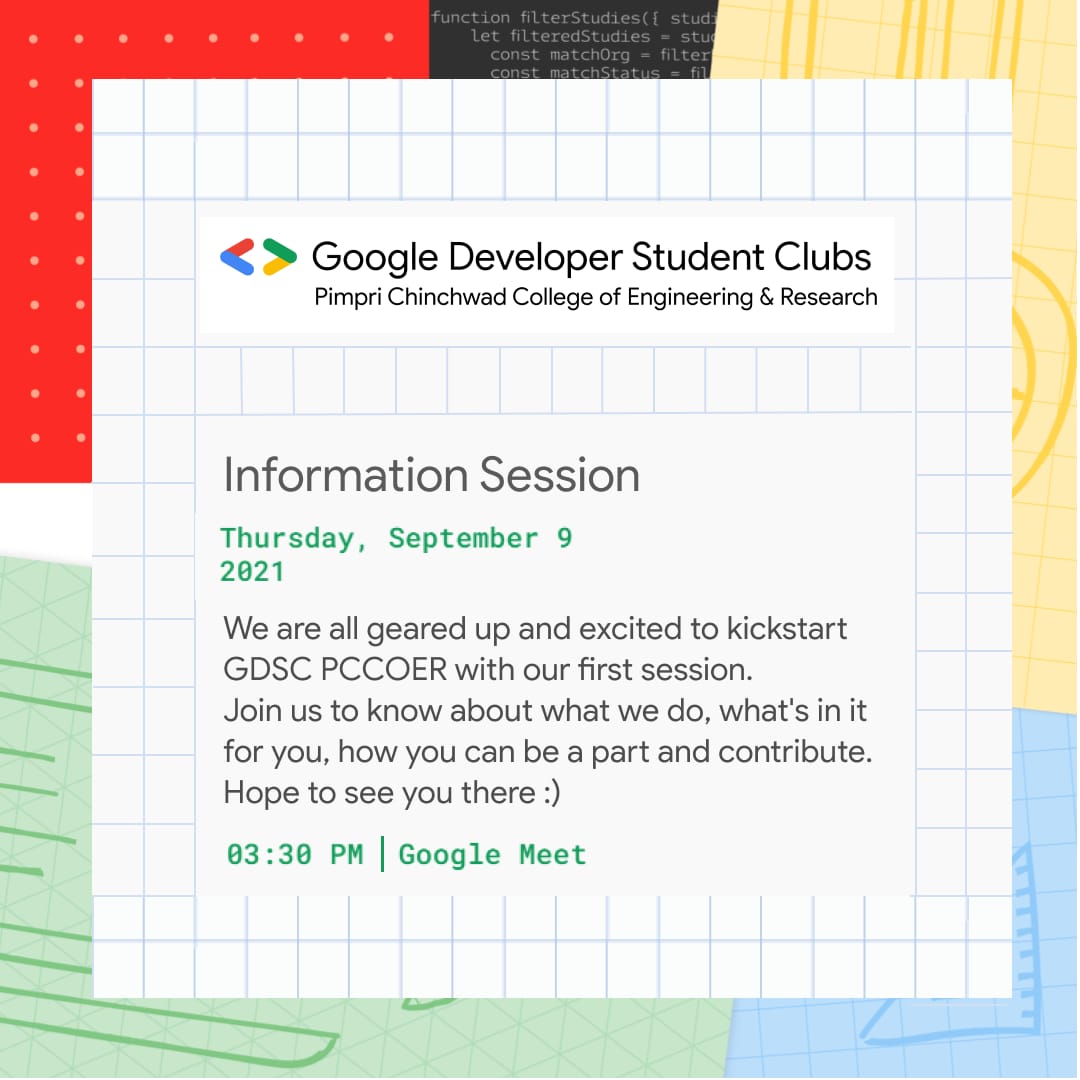 function filterStudies({ studi
let filteredStudies = stud
const matchOrg = filter
const matchStatus = fil
Google Developer Student Clubs
Pimpri Chinchwad College of Engineering & Research
Information Session
Thursday, September 9
2021
We are all geared up and excited to kickstart
GDSC PCCOER with our first session.
Join us to know about what we do, what's in it
for you, how you can be a part and contribute.
Hope to see you there :)
03:30 PM | Google Meet